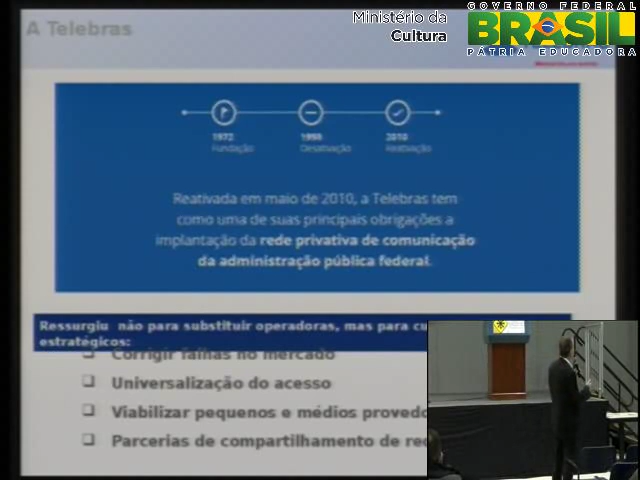 A Telebras
Ministério da
Cultura
GOVERNO FEDERAL
BRASIL
PÁTRIA EDUCADORA
1972 1998 2010
Fundação Desativação Reativação
Reativada em maio de 2010, a Telebras tem
como uma de suas principais obrigações a
implantação da rede privativa de comunicação
da administração pública federal.
Ressurgiu não para substituir operadoras, mas para
estratégicos:
Corrigir falhas no mercado
Universalização do acesso
Viabilizar pequenos e médios
Parcerias de compartilhamento de